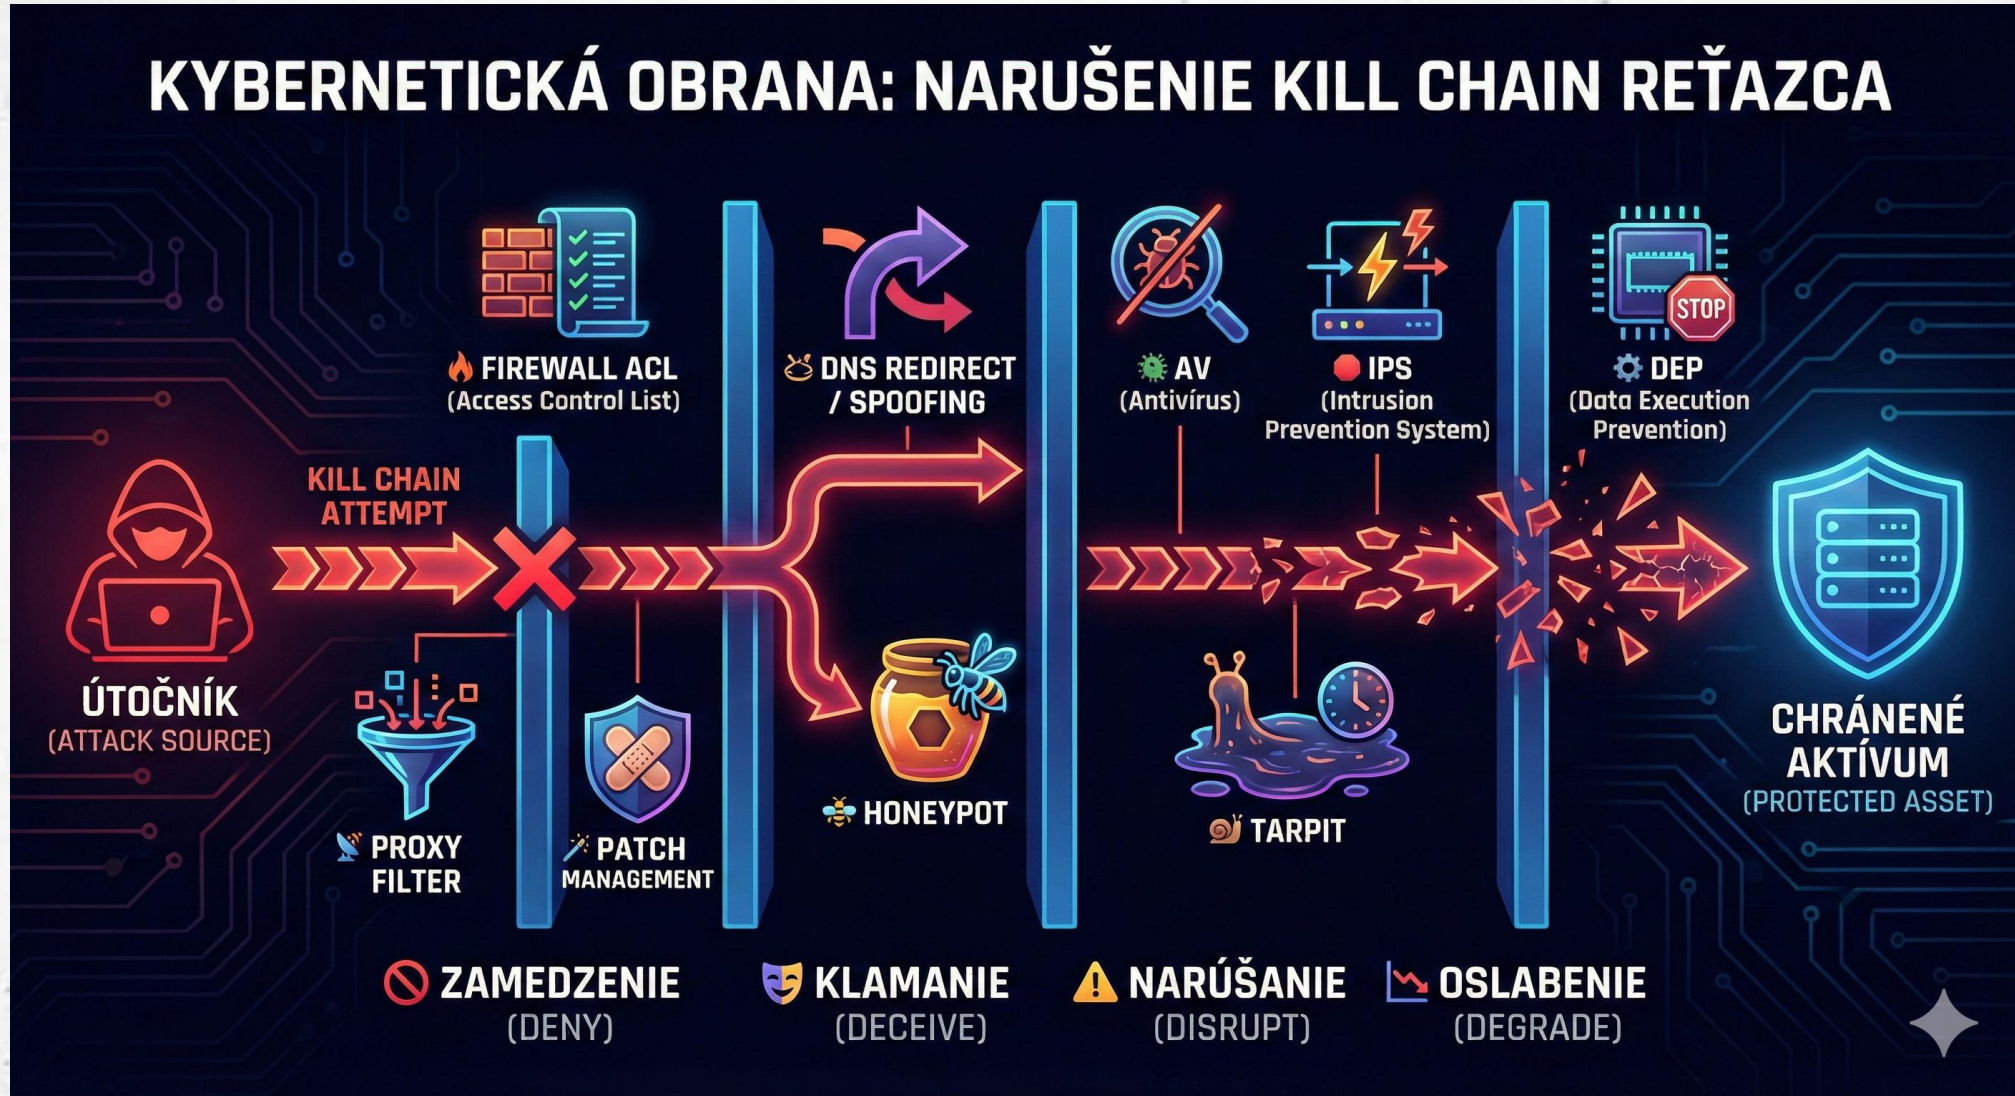 KYBERNETICKÁ OBRANA: NARUŠENIE KILL CHAIN REŤAZCA
FIREWALL ACL
(Access Control List)
DNS REDIRECT
/ SPOOFING
AV
(Antivírus)
IPS
(Intrusion
Prevention System)
STOP
DEP
(Data Execution
Prevention)
KILL CHAIN
ATTEMPT
ÚTOČNÍK
(ATTACK SOURCE)
PROXY
FILTER
PATCH
MANAGEMENT
HONEYPOT
TARPIT
CHRÁNENÉ
AKTÍVUM
(PROTECTED ASSET)
ZAMEDZENIE
(DENY)
KLAMANIE
(DECEIVE)
NARÚŠANIE
(DISRUPT)
OSLABENIE
(DEGRADE)